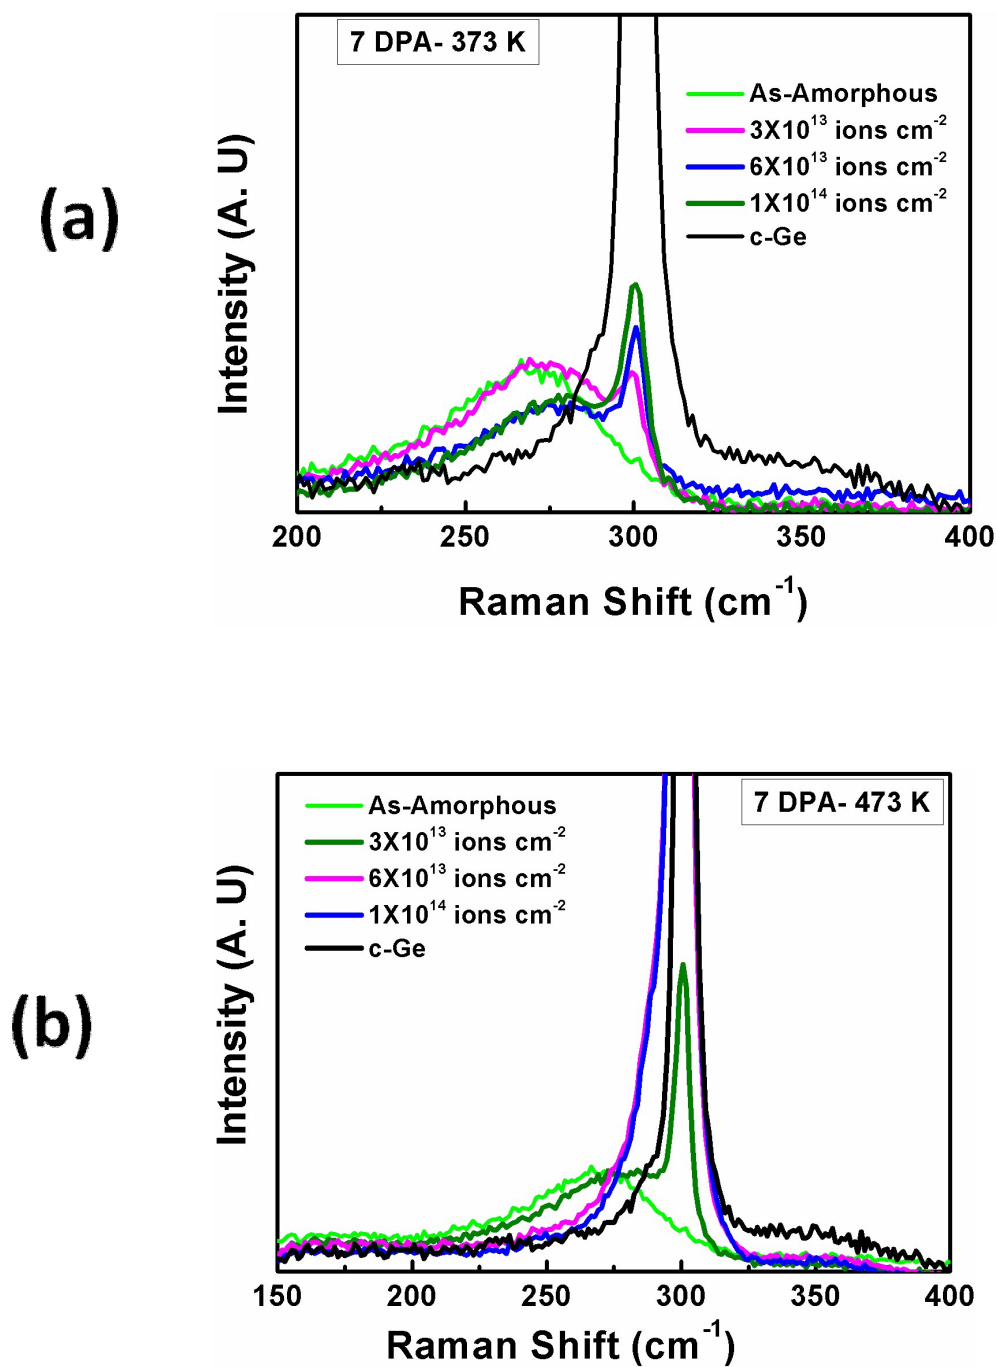 (a)
7 DPA- 373 K
As-Amorphous
3X10¹³ ions cm⁻²
6X10¹³ ions cm⁻²
1X10¹⁴ ions cm⁻²
c-Ge
Intensity (A. U)
200 250 300 350 400
Raman Shift (cm⁻¹)
(b)
7 DPA- 473 K
As-Amorphous
3X10¹³ ions cm⁻²
6X10¹³ ions cm⁻²
1X10¹⁴ ions cm⁻²
c-Ge
Intensity (A. U)
150 200 250 300 350 400
Raman Shift (cm⁻¹)